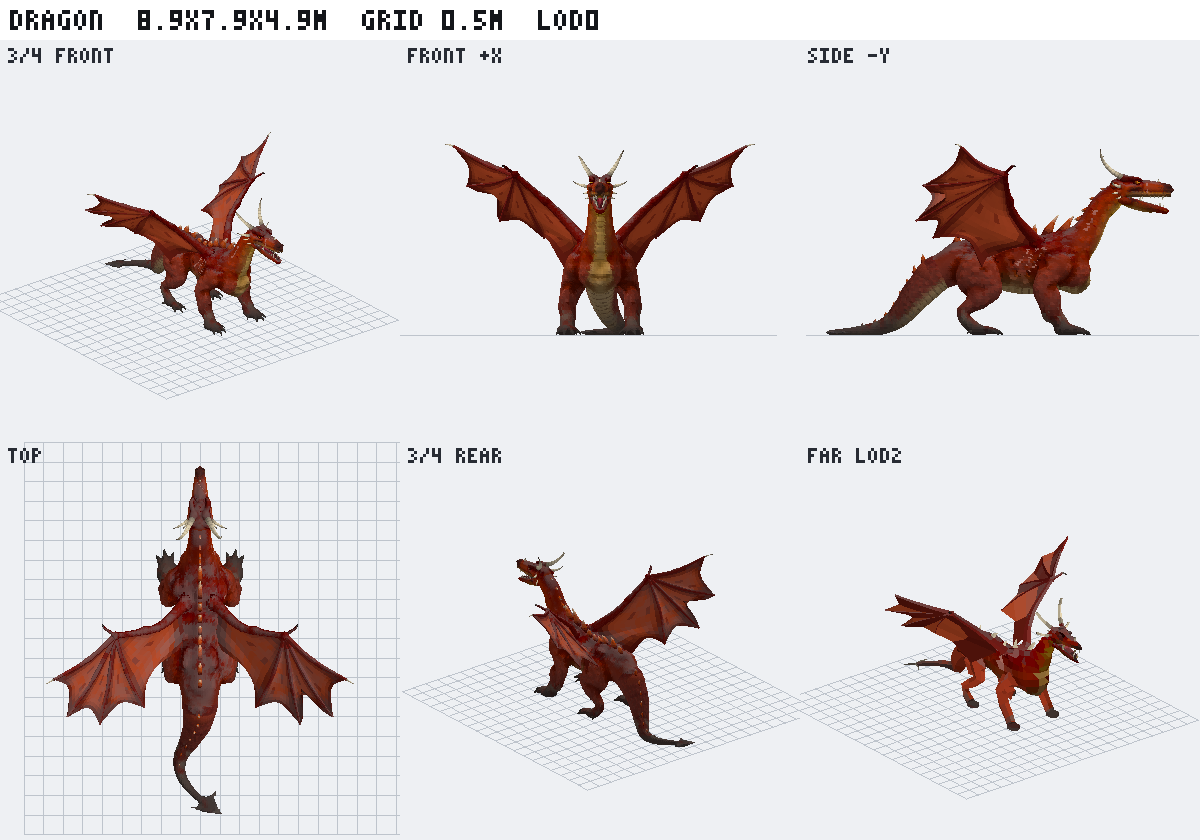 DRAGON 8.9X7.9X4.9M GRID 0.5M LOD0
3/4 FRONT
FRONT +X
SIDE -Y
TOP
3/4 REAR
FAR LOD2